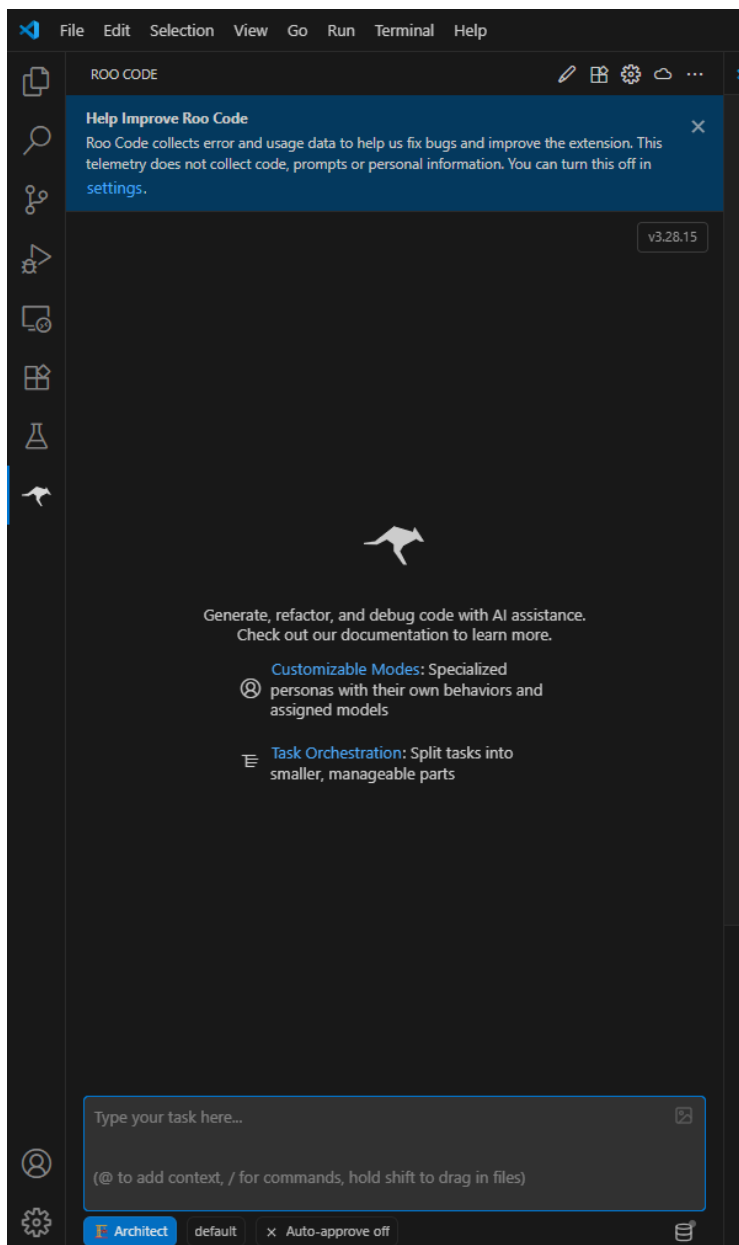 File Edit Selection View Go Run Terminal Help
ROO CODE
Help Improve Roo Code
Roo Code collects error and usage data to help us fix bugs and improve the extension. This
telemetry does not collect code, prompts or personal information. You can turn this off in
settings.
v3.28.15
Generate, refactor, and debug code with AI assistance.
Check out our documentation to learn more.
Customizable Modes: Specialized
personas with their own behaviors and
assigned models
Task Orchestration: Split tasks into
smaller, manageable parts
Type your task here...
(@ to add context, / for commands, hold shift to drag in files)
Architect default × Auto-approve off